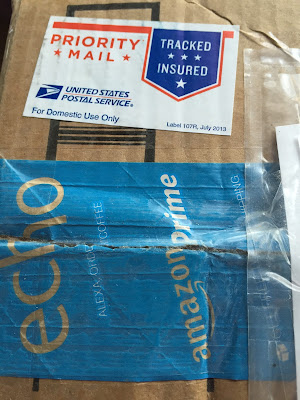 PRIORITY
★ MAIL ★
TRACKED
★ ★ ★
INSURED
UNITED STATES
POSTAL SERVICE®
For Domestic Use Only
Label 107R, July 2013
echo
ALEXA, ORDER COFFEE
amazonprime